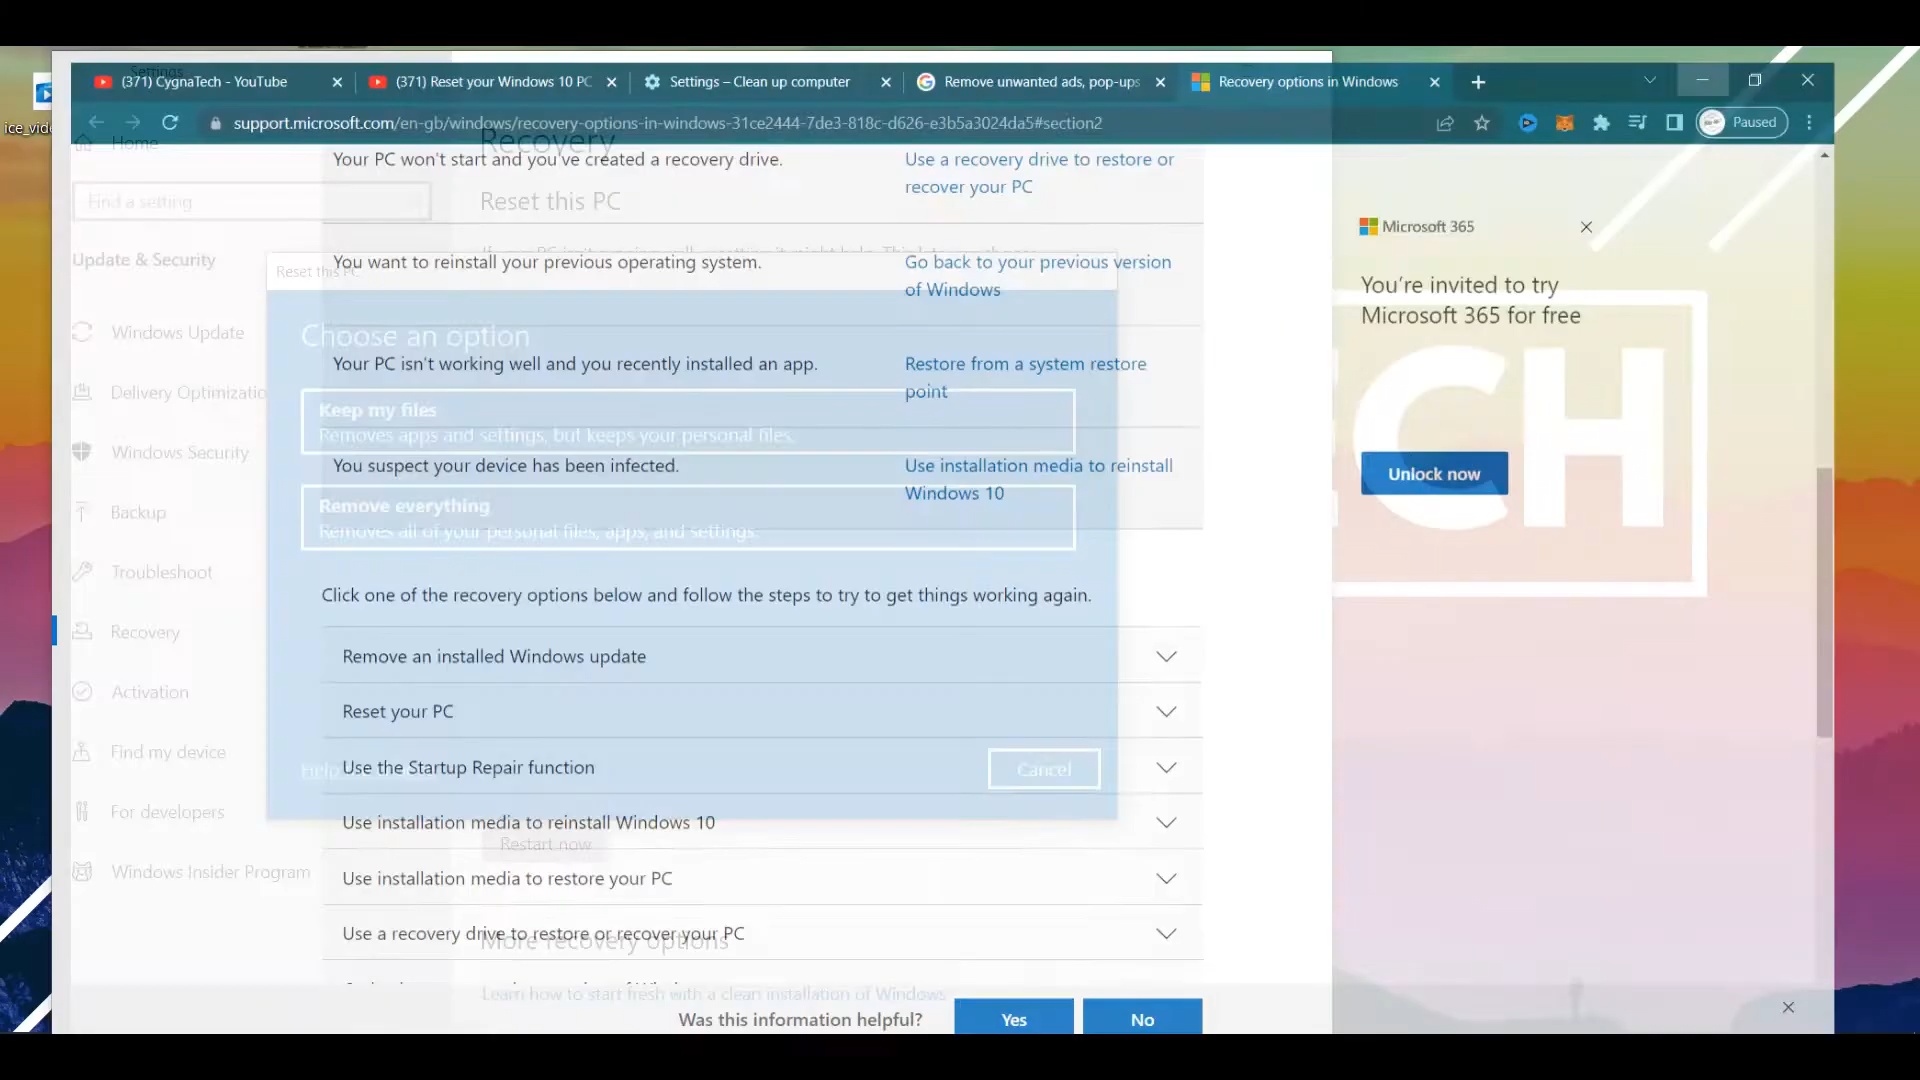 Settings
(371) CygnaTech - YouTube
(371) Reset your Windows 10 PC
Settings – Clean up computer
Remove unwanted ads, pop-ups
Recovery options in Windows
support.microsoft.com/en-gb/windows/recovery-options-in-windows-31ce2444-7de3-818c-d626-e3b5a3024da5#section2
Paused
Home
Find a setting
Update & Security
Windows Update
Delivery Optimizatio
Windows Security
Backup
Troubleshoot
Recovery
Activation
Find my device
For developers
Windows Insider Program
Recovery
Reset this PC
Your PC won't start and you've created a recovery drive.
Use a recovery drive to restore or
recover your PC
You want to reinstall your previous operating system.
Go back to your previous version
of Windows
Reset this PC
Choose an option
Your PC isn't working well and you recently installed an app.
Restore from a system restore
point
Keep my files
Removes apps and settings, but keeps your personal files.
You suspect your device has been infected.
Use installation media to reinstall
Windows 10
Remove everything
Removes all of your personal files, apps, and settings.
Click one of the recovery options below and follow the steps to try to get things working again.
Remove an installed Windows update
Reset your PC
Use the Startup Repair function
Cancel
Use installation media to reinstall Windows 10
Restart now
Use installation media to restore your PC
Use a recovery drive to restore or recover your PC
More recovery options
Learn how to start fresh with a clean installation of Windows
Was this information helpful?
Yes
No
Microsoft 365
You're invited to try
Microsoft 365 for free
Unlock now
CH
ice_vide